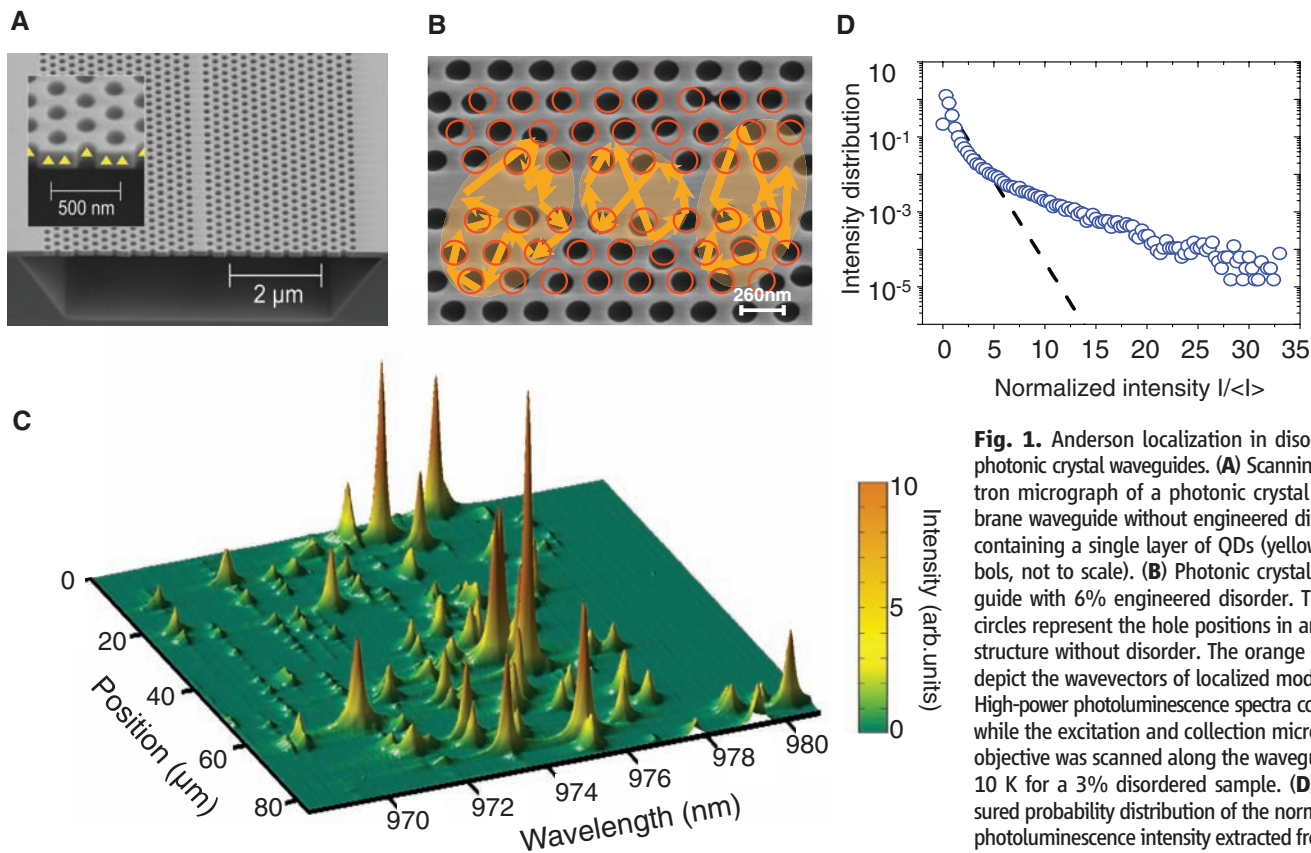 A
500 nm
2 µm
B
260nm
C
0
20
40
60
80
Position (µm)
970
972
974
976
978
980
Wavelength (nm)
10
5
0
Intensity (arb.units)
D
10
10-1
10-3
10-5
Intensity distribution
0 5 10 15 20 25 30 35
Normalized intensity I/<I>
Fig. 1. Anderson localization in diso
photonic crystal waveguides. (A) Scannin
tron micrograph of a photonic crystal
brane waveguide without engineered di
containing a single layer of QDs (yellow
bols, not to scale). (B) Photonic crystal
guide with 6% engineered disorder. T
circles represent the hole positions in a
structure without disorder. The orange
depict the wavevectors of localized mod
High-power photoluminescence spectra co
while the excitation and collection micro
objective was scanned along the wavegu
10 K for a 3% disordered sample. (D
sured probability distribution of the norn
photoluminescence intensity extracted fr